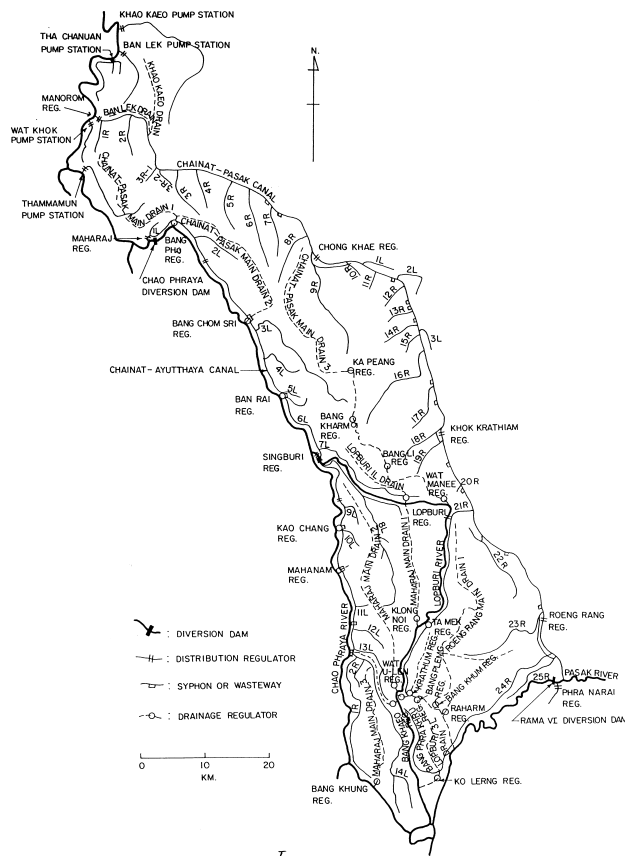 KHAO KAEO PUMP STATION
THA CHANUAN
PUMP STATION
BAN LEK PUMP STATION
KHAO KAEO DRAIN
N.
MANOROM
REG.
BAN LEK DRAIN
WAT KHOK
PUMP STATION
1R
2R
3R-1
3R-2
3R
4R
5R
6R
7R
8R
9R
CHAINAT-PASAK CANAL
CHAINAT-PASAK
MAIN DRAIN 1
THAMMAMUN
PUMP STATION
MAHARAJ
REG.
1L
BANG
PHO
REG.
CHAO PHRAYA
DIVERSION DAM
2L
CHAINAT-PASAK MAIN DRAIN 2
CHAINAT-PASAK MAIN DRAIN 3
CHONG KHAE REG.
10R
1L
2L
11R
12R
13R
14R
15R
3L
16R
BANG CHOM SRI
REG.
3L
4L
CHAINAT-AYUTTHAYA CANAL
KA PEANG
REG.
BAN RAI
REG.
5L
6L
BANG
KHARM
REG.
17R
18R
19R
KHOK KRATHIAM
REG.
SINGBURI
REG.
7L
LOPBURI 1L DRAIN
BANG LI
REG
WAT
MANEE
REG.
20R
21R
LOPBURI
REG.
KAO CHANG
REG.
9L
8L
10L
MAHANAM
REG.
MAHARAJ MAIN DRAIN 2
MAHARAJ MAIN DRAIN 1
LOPBURI RIVER
ROENG RANG MAIN DRAIN 1
22R
KLONG
NOI
REG.
TA MEK
REG.
23R
ROENG RANG
REG.
11L
12L
13L
CHAO PHRAYA RIVER
WAT
U-LON
REG.
KRATHUM REG.
BANG PLENG
REG.
BANG KHUM REG.
24R
25R
PASAK RIVER
PHRA NARAI
REG.
RAMA VI DIVERSION DAM
RAHARM
REG.
1R
2R
MAHARAJ MAIN DRAIN
LOPBURI 3L
DRAIN
14L
BANG KHUNG
REG.
KO LERNG REG.
: DIVERSION DAM
: DISTRIBUTION REGULATOR
: SYPHON OR WASTEWAY
: DRAINAGE REGULATOR
0 10 20
KM.